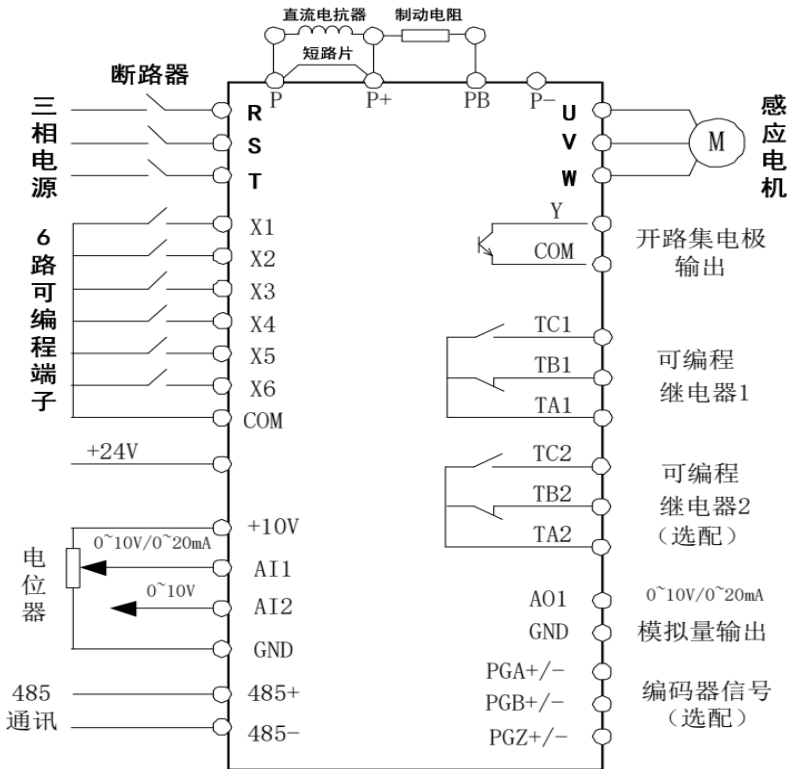 直流电抗器
制动电阻
短路片
断路器
P
P+
PB
P-
三相电源
R
S
T
U
V
W
M
感应电机
6路可编程端子
X1
X2
X3
X4
X5
X6
COM
+24V
Y
COM
开路集电极
输出
TC1
TB1
TA1
可编程
继电器1
TC2
TB2
TA2
可编程
继电器2
（选配）
电位器
+10V
0~10V/0~20mA
AI1
0~10V
AI2
GND
AO1
GND
0~10V/0~20mA
模拟量输出
485
通讯
485+
485-
PGA+/-
PGB+/-
PGZ+/-
编码器信号
（选配）